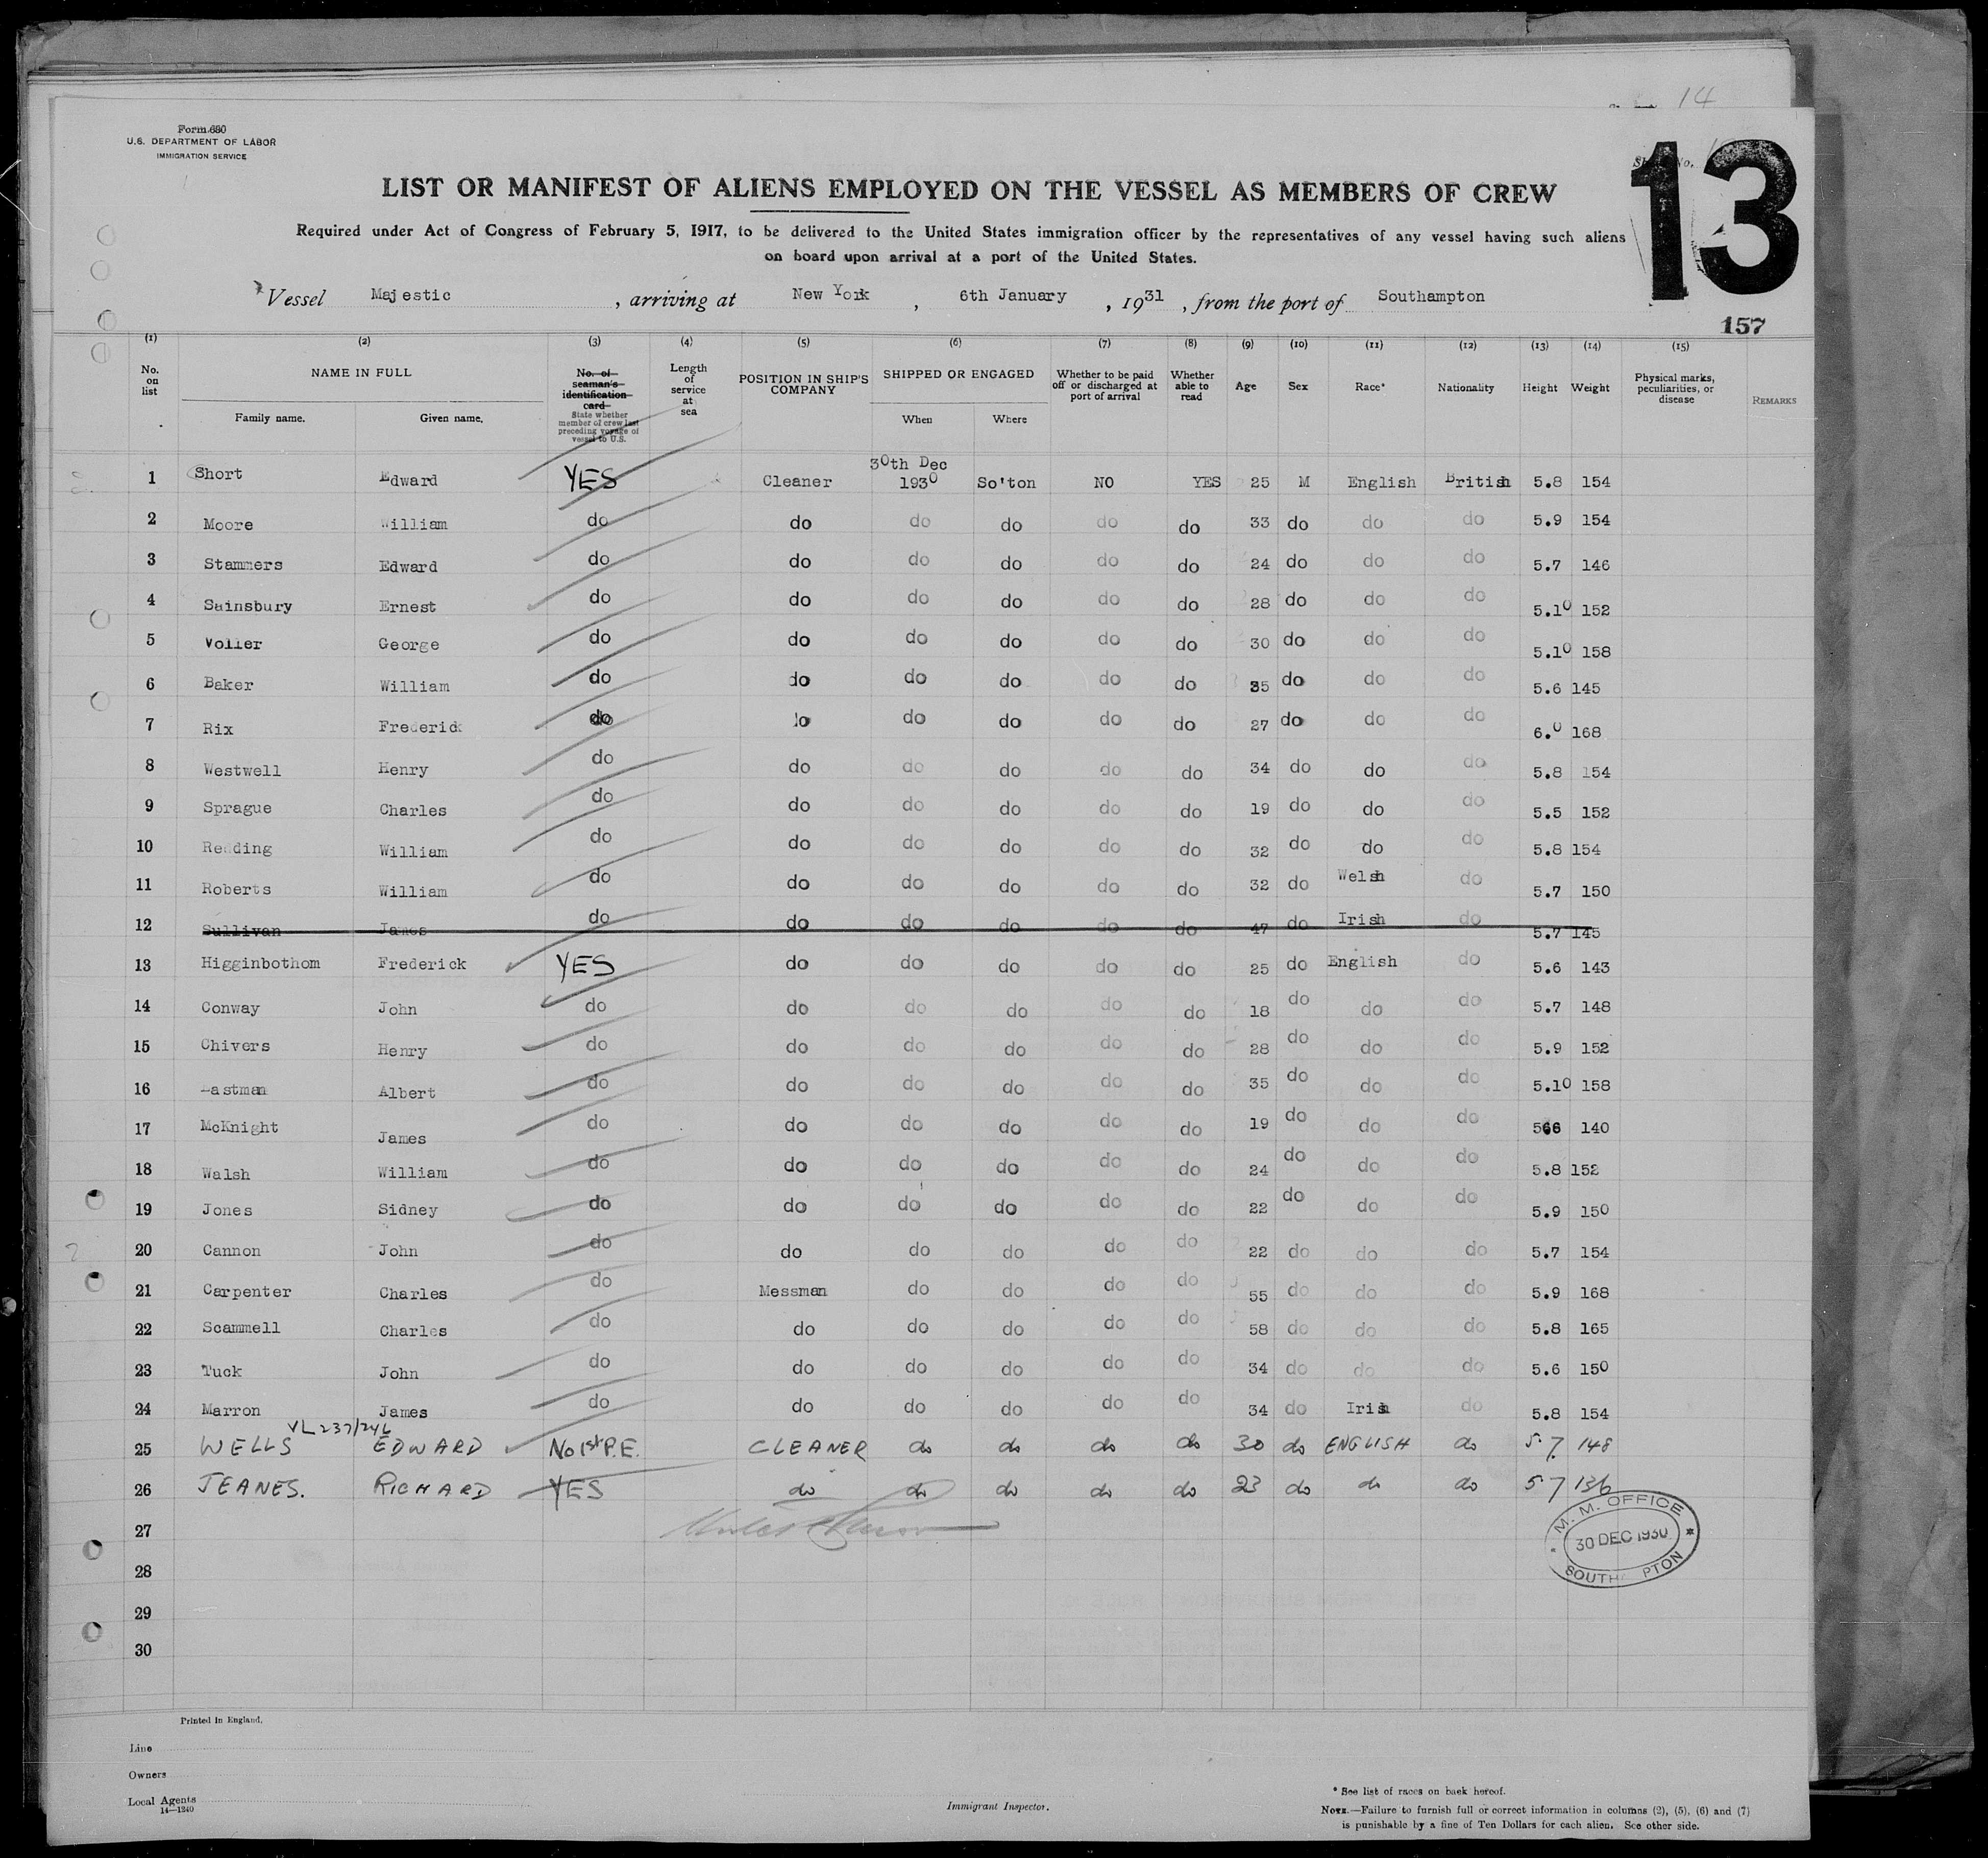 14
Form 680
U.S. DEPARTMENT OF LABOR
IMMIGRATION SERVICE
No.
13
LIST OR MANIFEST OF ALIENS EMPLOYED ON THE VESSEL AS MEMBERS OF CREW
Required under Act of Congress of February 5, 1917, to be delivered to the United States immigration officer by the representatives of any vessel having such aliens
on board upon arrival at a port of the United States.
Vessel Majestic, arriving at New York, 6th January, 1931, from the port of Southampton
157
(1) (2) (3) (4) (5) (6) (7) (8) (9) (10) (11) (12) (13) (14) (15)
No. on list NAME IN FULL Family name. Given name. No. of seaman's identification card State whether member of crew last preceding voyage of vessel to U.S. Length of service at sea POSITION IN SHIP'S COMPANY SHIPPED OR ENGAGED When Where Whether to be paid off or discharged at port of arrival Whether able to read Age Sex Race* Nationality Height Weight Physical marks, peculiarities, or disease REMARKS
1 Short Edward YES Cleaner 30th Dec 1930 So'ton NO YES 25 M English British 5.8 154
2 Moore William do do do do do do 33 do do do 5.9 154
3 Stammers Edward do do do do do do 24 do do do 5.7 146
4 Sainsbury Ernest do do do do do do 28 do do do 5.10 152
5 Voller George do do do do do do 30 do do do 5.10 158
6 Baker William do do do do do do 35 do do do 5.6 145
7 Rix Frederick do do do do do do 27 do do do 6.0 168
8 Westwell Henry do do do do do do 34 do do do 5.8 154
9 Sprague Charles do do do do do do 19 do do do 5.5 152
10 Reading William do do do do do do 32 do do do 5.8 154
11 Roberts William do do do do do do 32 do Welsh do 5.7 150
12 Sullivan James do do do do do do 47 do Irish do 5.7 145
13 Higginbothom Frederick YES do do do do do 25 do English do 5.6 143
14 Conway John do do do do do do 18 do do do 5.7 148
15 Chivers Henry do do do do do do 28 do do do 5.9 152
16 Eastman Albert do do do do do do 35 do do do 5.10 158
17 McKnight James do do do do do do 19 do do do 566 140
18 Walsh William do do do do do do 24 do do do 5.8 152
19 Jones Sidney do do do do do do 22 do do do 5.9 150
20 Cannon John do do do do do do 22 do do do 5.7 154
21 Carpenter Charles do Messman do do do do 55 do do do 5.9 168
22 Scammell Charles do do do do do do 58 do do do 5.8 165
23 Tuck John do do do do do do 34 do do do 5.6 150
24 Marron James do do do do do do 34 do Irish do 5.8 154
25 WELLS EDWARD No 1st P.E. CLEANER do do do do 30 do ENGLISH do 5.7. 148
26 JEANES. RICHARD YES do do do do do 23 do do do 5 7 136
27
28
29
30
M. M. OFFICE
30 DEC 1930
SOUTH PTON
Printed in England.
Line
Owners
Local Agents
14—1240
Immigrant Inspector.
* See list of races on back hereof.
NOTE.—Failure to furnish full or correct information in columns (2), (5), (6) and (7)
is punishable by a fine of Ten Dollars for each alien. See other side.